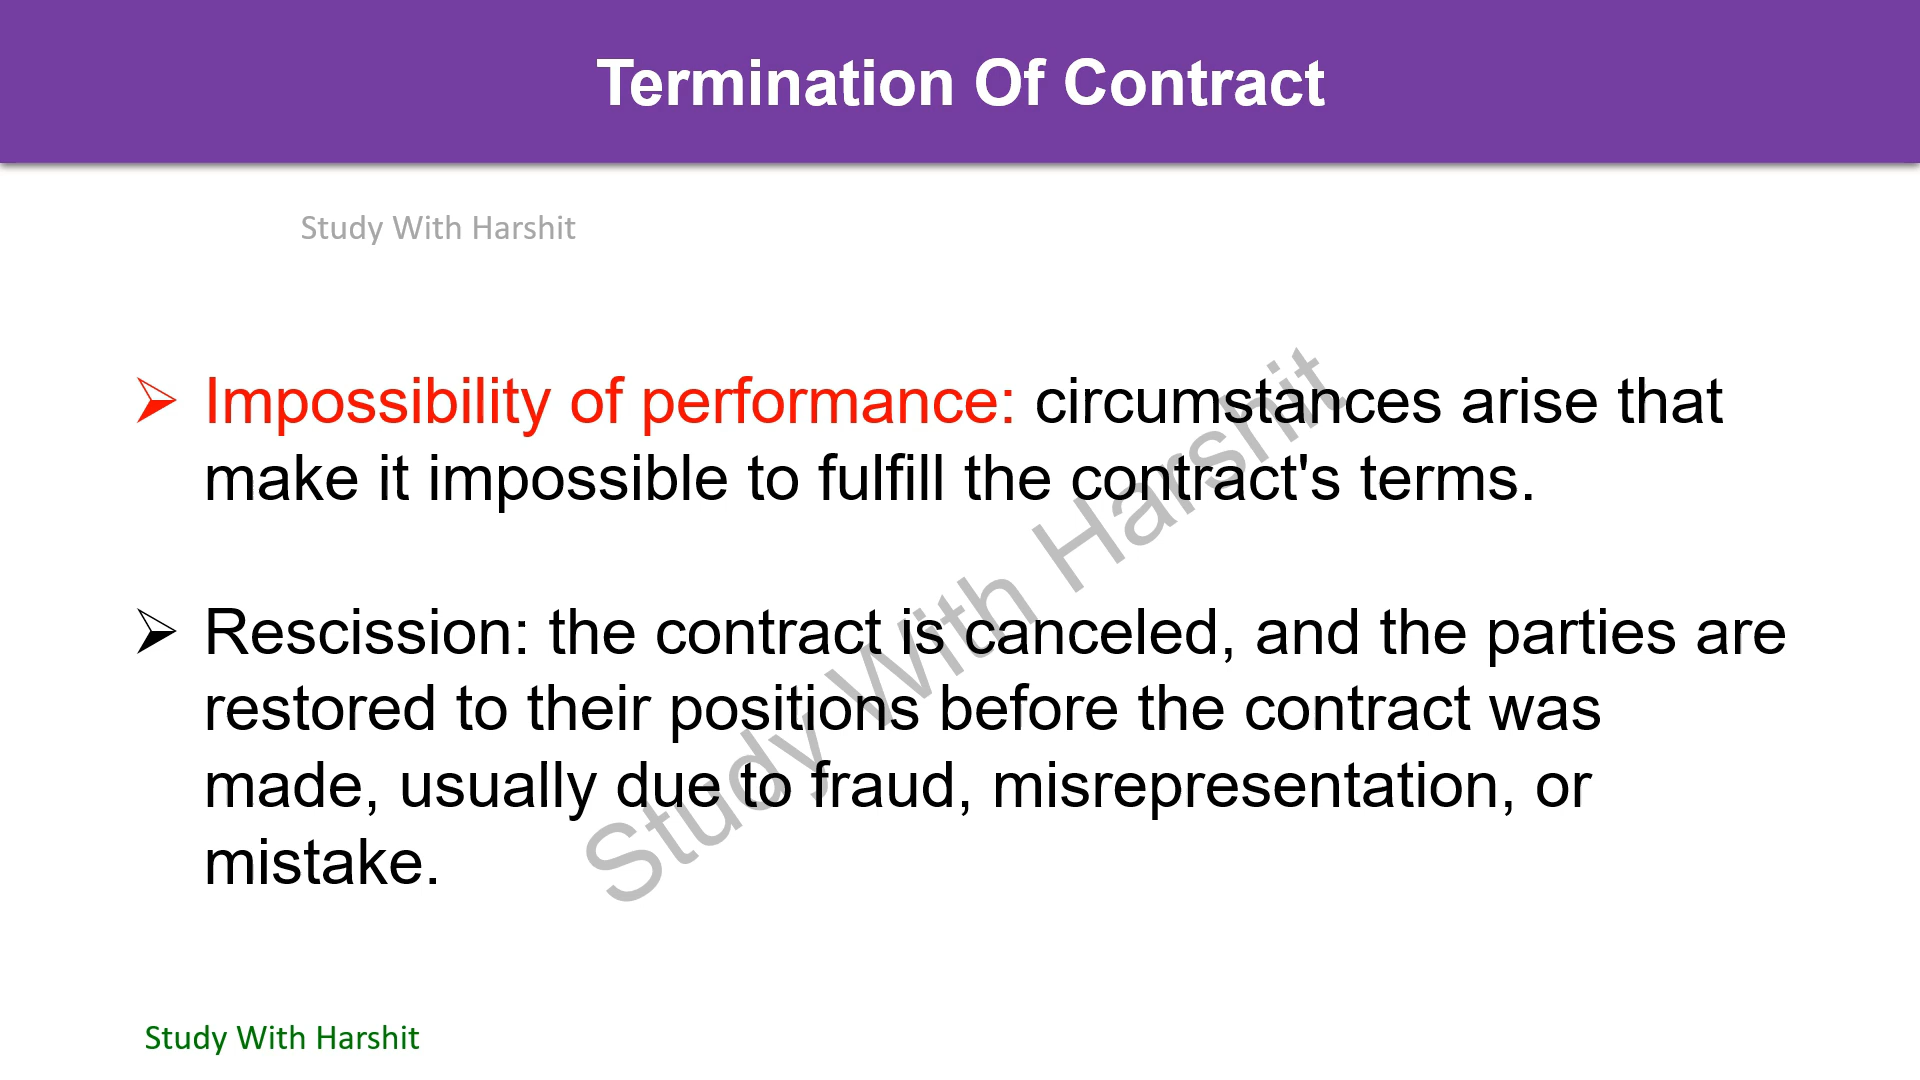 Termination Of Contract
Study With Harshit
➢ Impossibility of performance: circumstances arise that
make it impossible to fulfill the contract's terms.
➢ Rescission: the contract is canceled, and the parties are
restored to their positions before the contract was
made, usually due to fraud, misrepresentation, or
mistake.
Study With Harshit
Study With Harshit